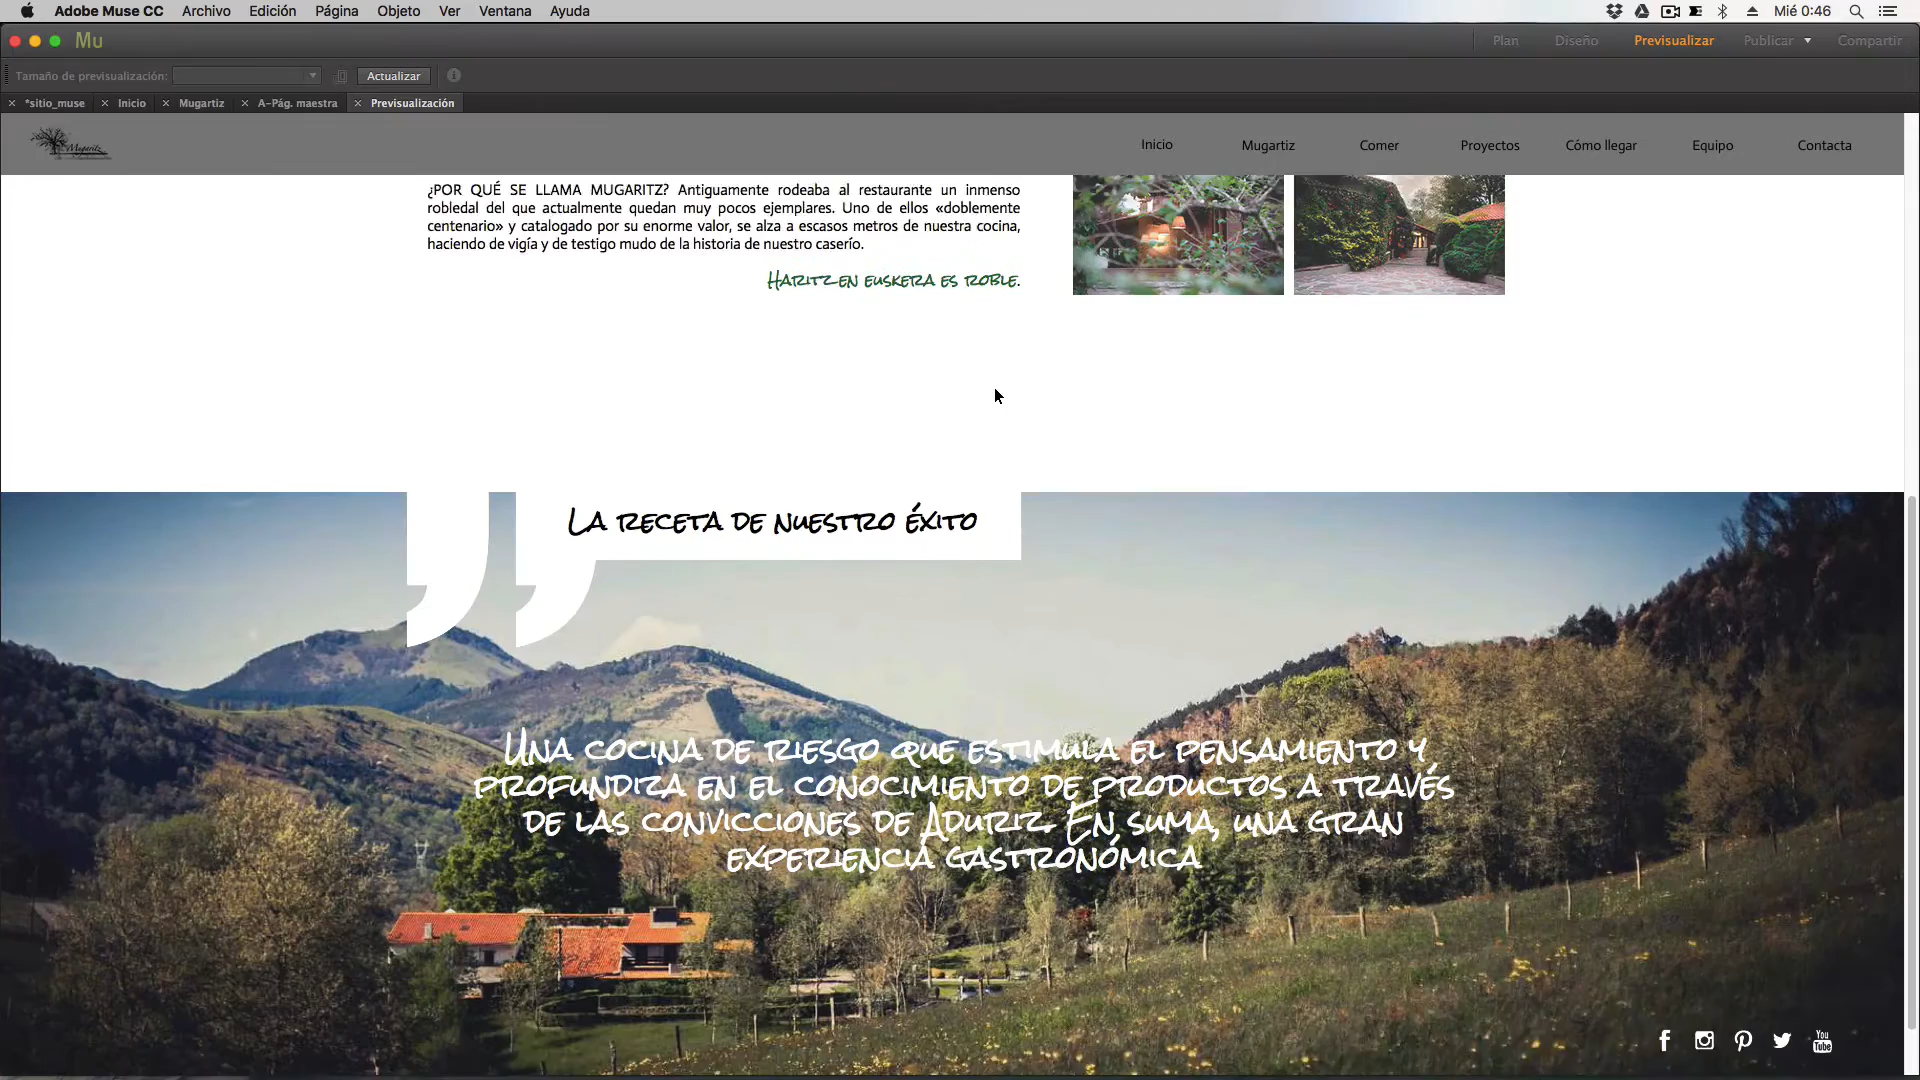 Adobe Muse CC Archivo Edición Página Objeto Ver Ventana Ayuda Mié 0:46
Mu Plan Diseño Previsualizar Publicar Compartir
Tamaño de previsualización: Actualizar
*sitio_muse Inicio Mugartiz A-Pág. maestra Previsualización
Mugaritz
Inicio Mugartiz Comer Proyectos Cómo llegar Equipo Contacta
¿POR QUÉ SE LLAMA MUGARITZ? Antiguamente rodeaba al restaurante un inmenso
robledal del que actualmente quedan muy pocos ejemplares. Uno de ellos «doblemente
centenario» y catalogado por su enorme valor, se alza a escasos metros de nuestra cocina,
haciendo de vigía y de testigo mudo de la historia de nuestro caserío.
Haritz en euskera es roble.
La receta de nuestro éxito
Una cocina de riesgo que estimula el pensamiento y
profundiza en el conocimiento de productos a través
de las convicciones de Aduriz. En suma, una gran
experiencia gastronómica
You
Tube